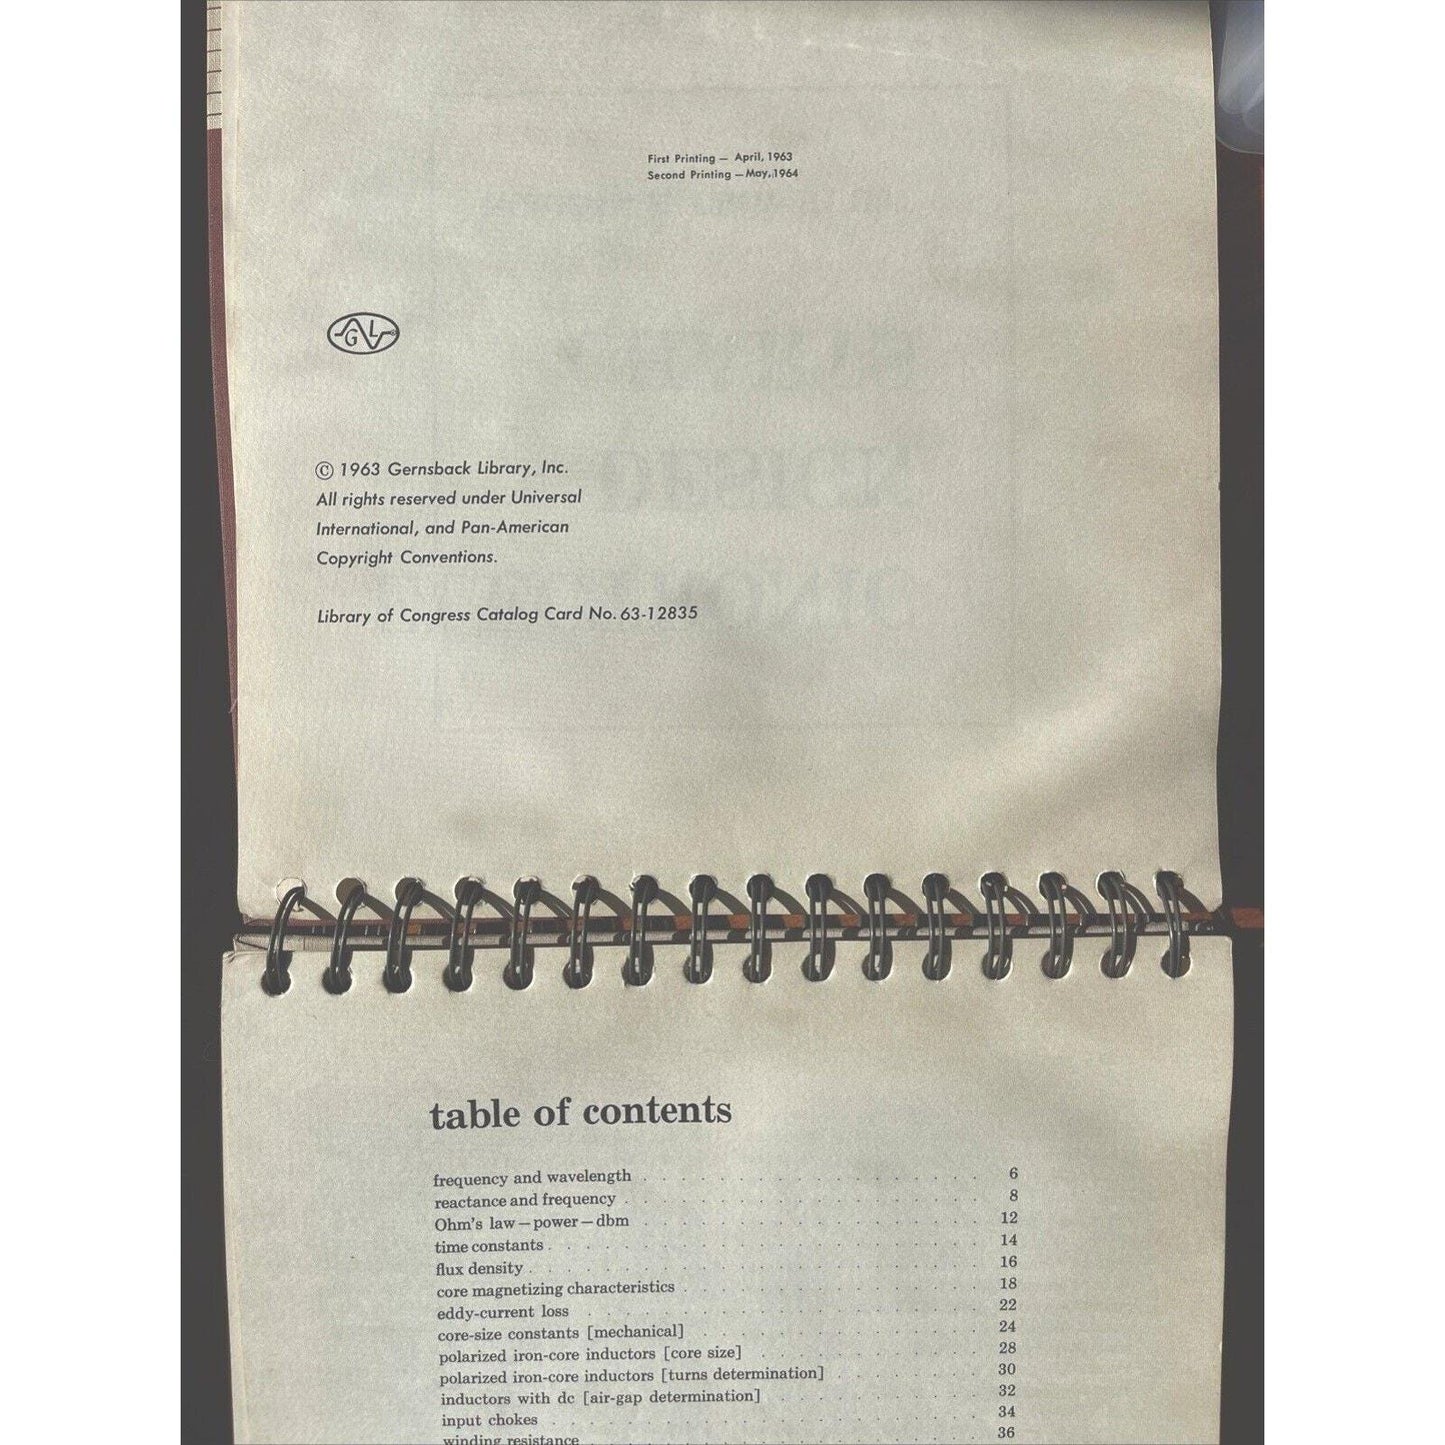 First Printing — April, 1963
Second Printing — May, 1964
GL
© 1963 Gernsback Library, Inc.
All rights reserved under Universal
International, and Pan-American
Copyright Conventions.
Library of Congress Catalog Card No. 63-12835
table of contents
frequency and wavelength . . . . . . . . . . . . . . . . . . 6
reactance and frequency . . . . . . . . . . . . . . . . . . . 8
Ohm's law — power — dbm . . . . . . . . . . . . . . . . . . 12
time constants . . . . . . . . . . . . . . . . . . . . . . . 14
flux density . . . . . . . . . . . . . . . . . . . . . . . . 16
core magnetizing characteristics . . . . . . . . . . . . . . . . 18
eddy-current loss . . . . . . . . . . . . . . . . . . . . . 22
core-size constants [mechanical] . . . . . . . . . . . . . . . 24
polarized iron-core inductors [core size] . . . . . . . . . . . . 28
polarized iron-core inductors [turns determination] . . . . . . . . 30
inductors with dc [air-gap determination] . . . . . . . . . . . 32
input chokes . . . . . . . . . . . . . . . . . . . . . . . 34
winding resistance . . . . . . . . . . . . . . . . . . . . 36